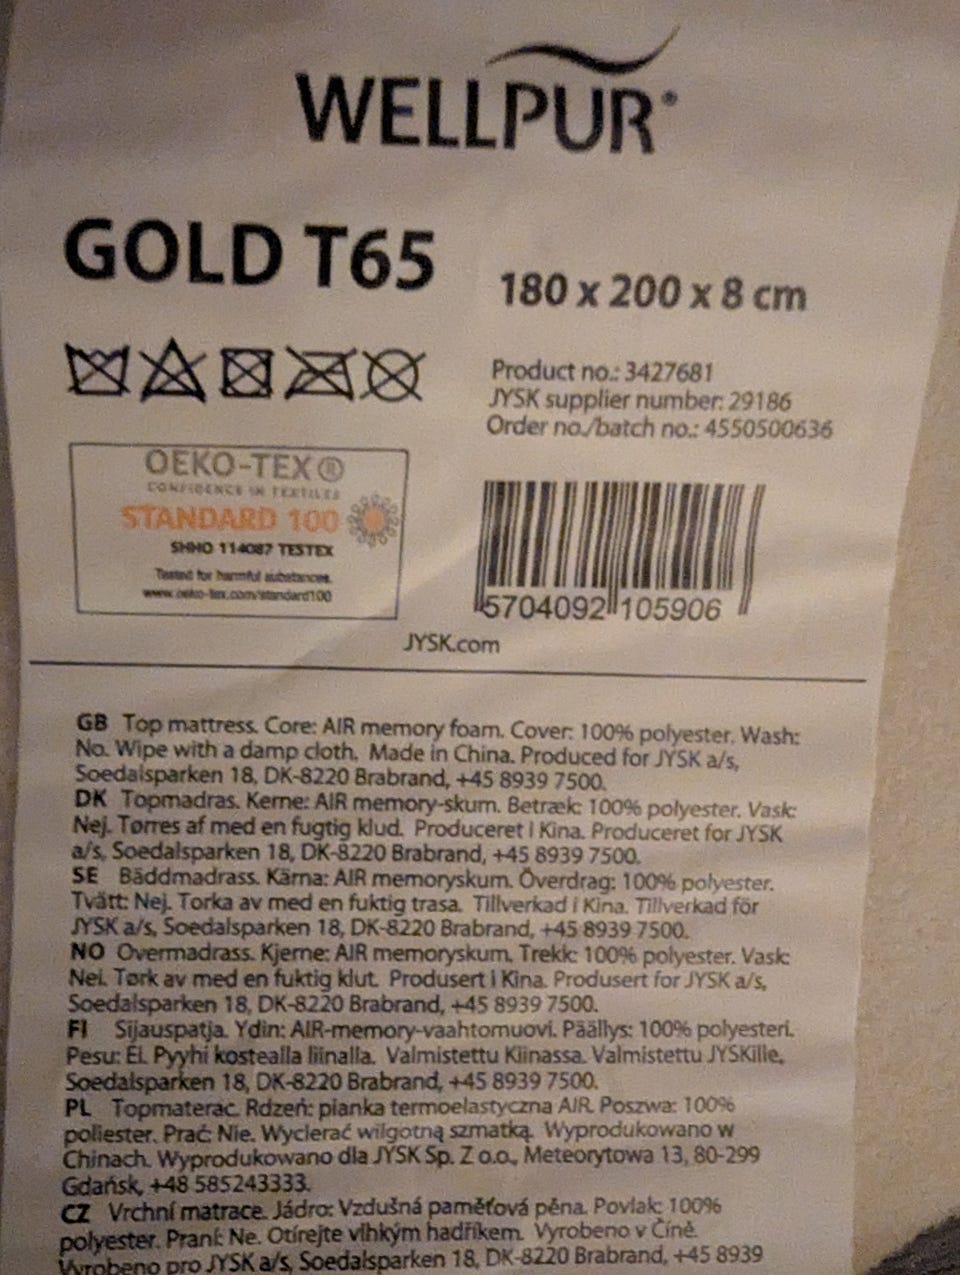 WELLPUR®
GOLD T65
180 x 200 x 8 cm
Product no.: 3427681
JYSK supplier number: 29186
Order no./batch no.: 4550500636
OEKO-TEX®
CONFIDENCE IN TEXTILES
STANDARD 100
SHHO 114087 TESTEX
Tested for harmful substances.
www.oeko-tex.com/standard100
5704092 105906
JYSK.com
GB Top mattress. Core: AIR memory foam. Cover: 100% polyester. Wash:
No. Wipe with a damp cloth. Made in China. Produced for JYSK a/s,
Soedalsparken 18, DK-8220 Brabrand, +45 8939 7500.
DK Topmadras. Kerne: AIR memory-skum. Betræk: 100% polyester. Vask:
Nej. Tørres af med en fugtig klud. Produceret i Kina. Produceret for JYSK
a/s, Soedalsparken 18, DK-8220 Brabrand, +45 8939 7500.
SE Bäddmadrass. Kärna: AIR memoryskum. Överdrag: 100% polyester.
Tvätt: Nej. Torka av med en fuktig trasa. Tillverkad i Kina. Tillverkad för
JYSK a/s, Soedalsparken 18, DK-8220 Brabrand, +45 8939 7500.
NO Overmadrass. Kjerne: AIR memoryskum. Trekk: 100% polyester. Vask:
Nei. Tørk av med en fuktig klut. Produsert i Kina. Produsert for JYSK a/s,
Soedalsparken 18, DK-8220 Brabrand, +45 8939 7500.
FI Sijauspatja. Ydin: AIR-memory-vaahtomuovi. Päällys: 100% polyesteri.
Pesu: Ei. Pyyhi kostealla liinalla. Valmistettu Kiinassa. Valmistettu JYSKille,
Soedalsparken 18, DK-8220 Brabrand, +45 8939 7500.
PL Topmaterac. Rdzeń: pianka termoelastyczna AIR. Poszwa: 100%
poliester. Prać: Nie. Wycierać wilgotną szmatką. Wyprodukowano w
Chinach. Wyprodukowano dla JYSK Sp. Z o.o., Meteorytowa 13, 80-299
Gdańsk, +48 585243333.
CZ Vrchní matrace. Jádro: Vzdušná paměťová pěna. Povlak: 100%
polyester. Praní: Ne. Otírejte vlhkým hadříkem. Vyrobeno v Číně.
Vyrobeno pro JYSK a/s, Soedalsparken 18, DK-8220 Brabrand, +45 8939